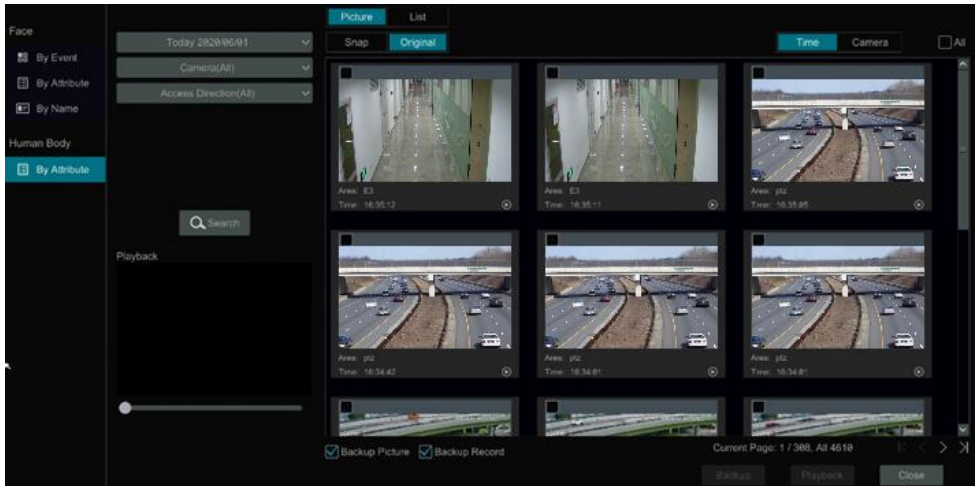 Face
By Event
By Attribute
By Name
Human Body
By Attribute
Today 2020/06/01
Camera(All)
Access Direction(All)
Search
Playback
Picture List
Snap Original
Time Camera All
Area: E3
Time: 16:35:12
Area: E3
Time: 16:35:11
Area: ptz
Time: 16:35:05
Area: ptz
Time: 16:34:42
Area: ptz
Time: 16:34:01
Area: ptz
Time: 16:34:01
Backup Picture Backup Record
Current Page: 1 / 308, All 4610
Backup Playback Close